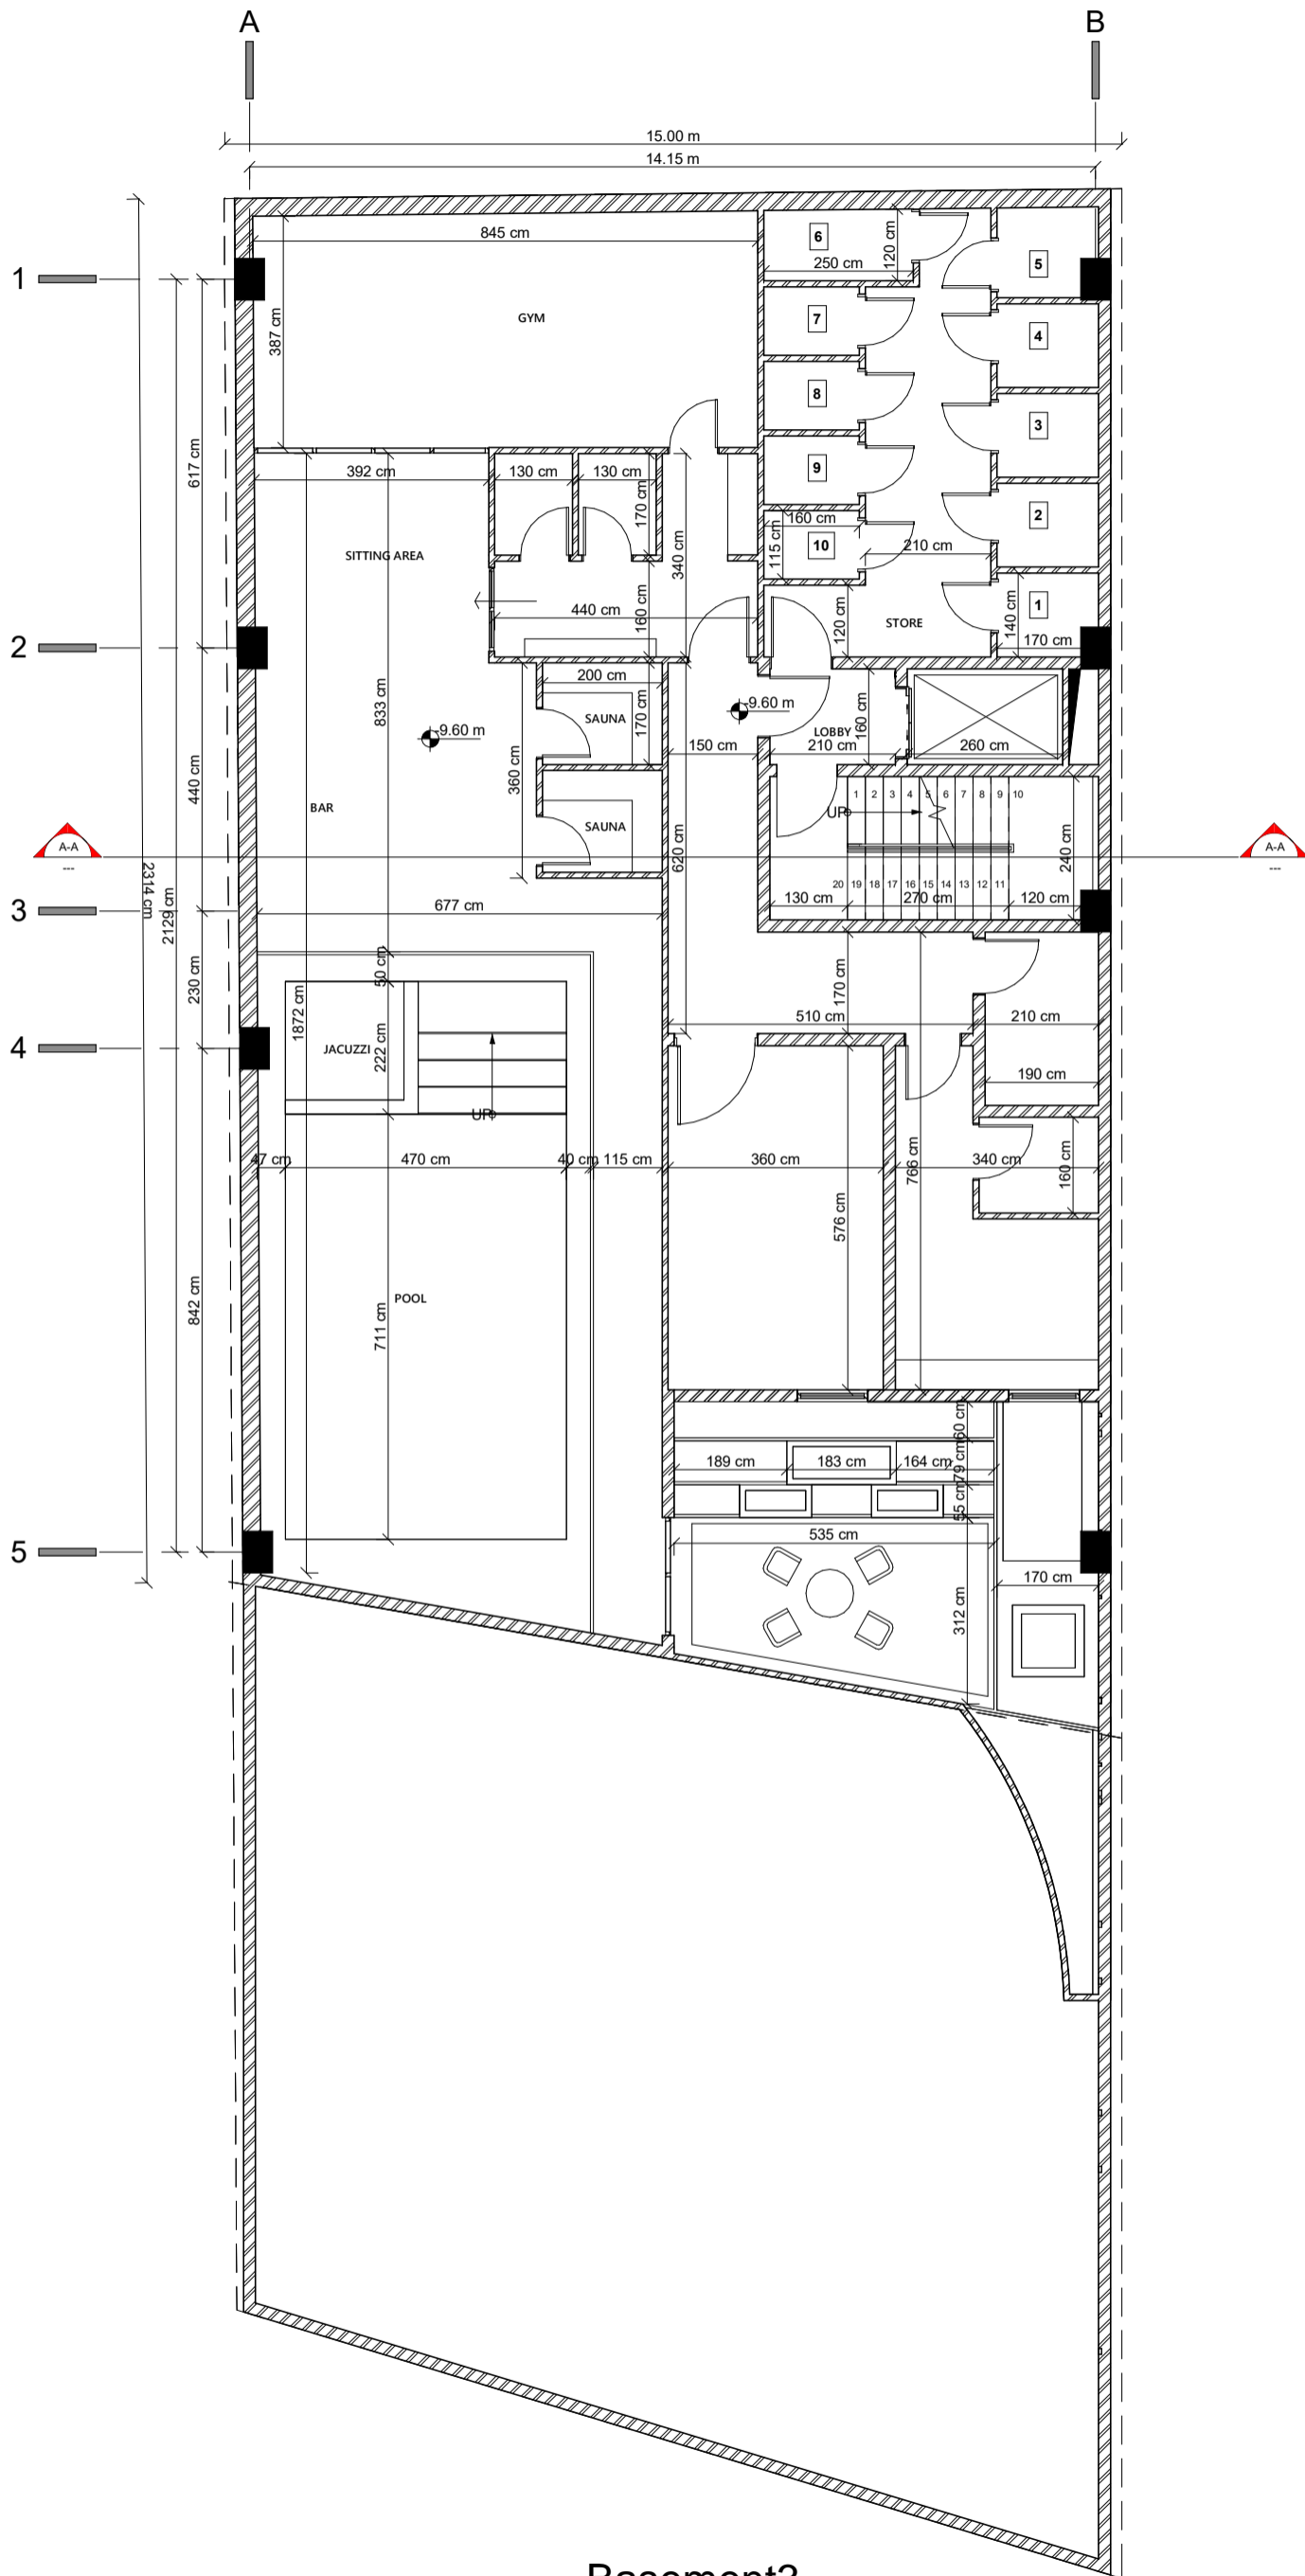 A
B
15.00 m
14.15 m
845 cm
6
120 cm
250 cm
5
1
GYM
387 cm
7
4
8
3
617 cm
392 cm
130 cm
130 cm
170 cm
9
2
340 cm
160 cm
115 cm
10
210 cm
SITTING AREA
440 cm
160 cm
120 cm
STORE
140 cm
1
170 cm
2
833 cm
200 cm
SAUNA
170 cm
-9.60 m
-9.60 m
LOBBY
160 cm
150 cm
210 cm
260 cm
360 cm
440 cm
BAR
SAUNA
UP
1 2 3 4 5 6 7 8 9 10
A-A
---
A-A
---
620 cm
240 cm
2314 cm
2129 cm
20 19 18 17 16 15 14 13 12 11
130 cm
270 cm
120 cm
3
677 cm
50 cm
230 cm
1872 cm
170 cm
510 cm
210 cm
4
JACUZZI
222 cm
190 cm
UP
47 cm
470 cm
40 cm
115 cm
360 cm
766 cm
340 cm
160 cm
576 cm
842 cm
POOL
711 cm
60 cm
189 cm
183 cm
164 cm
79 cm
55 cm
535 cm
5
170 cm
312 cm